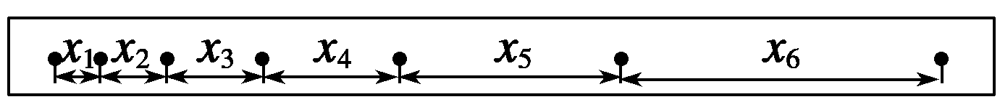 x₁ x₂ x₃ x₄ x₅ x₆